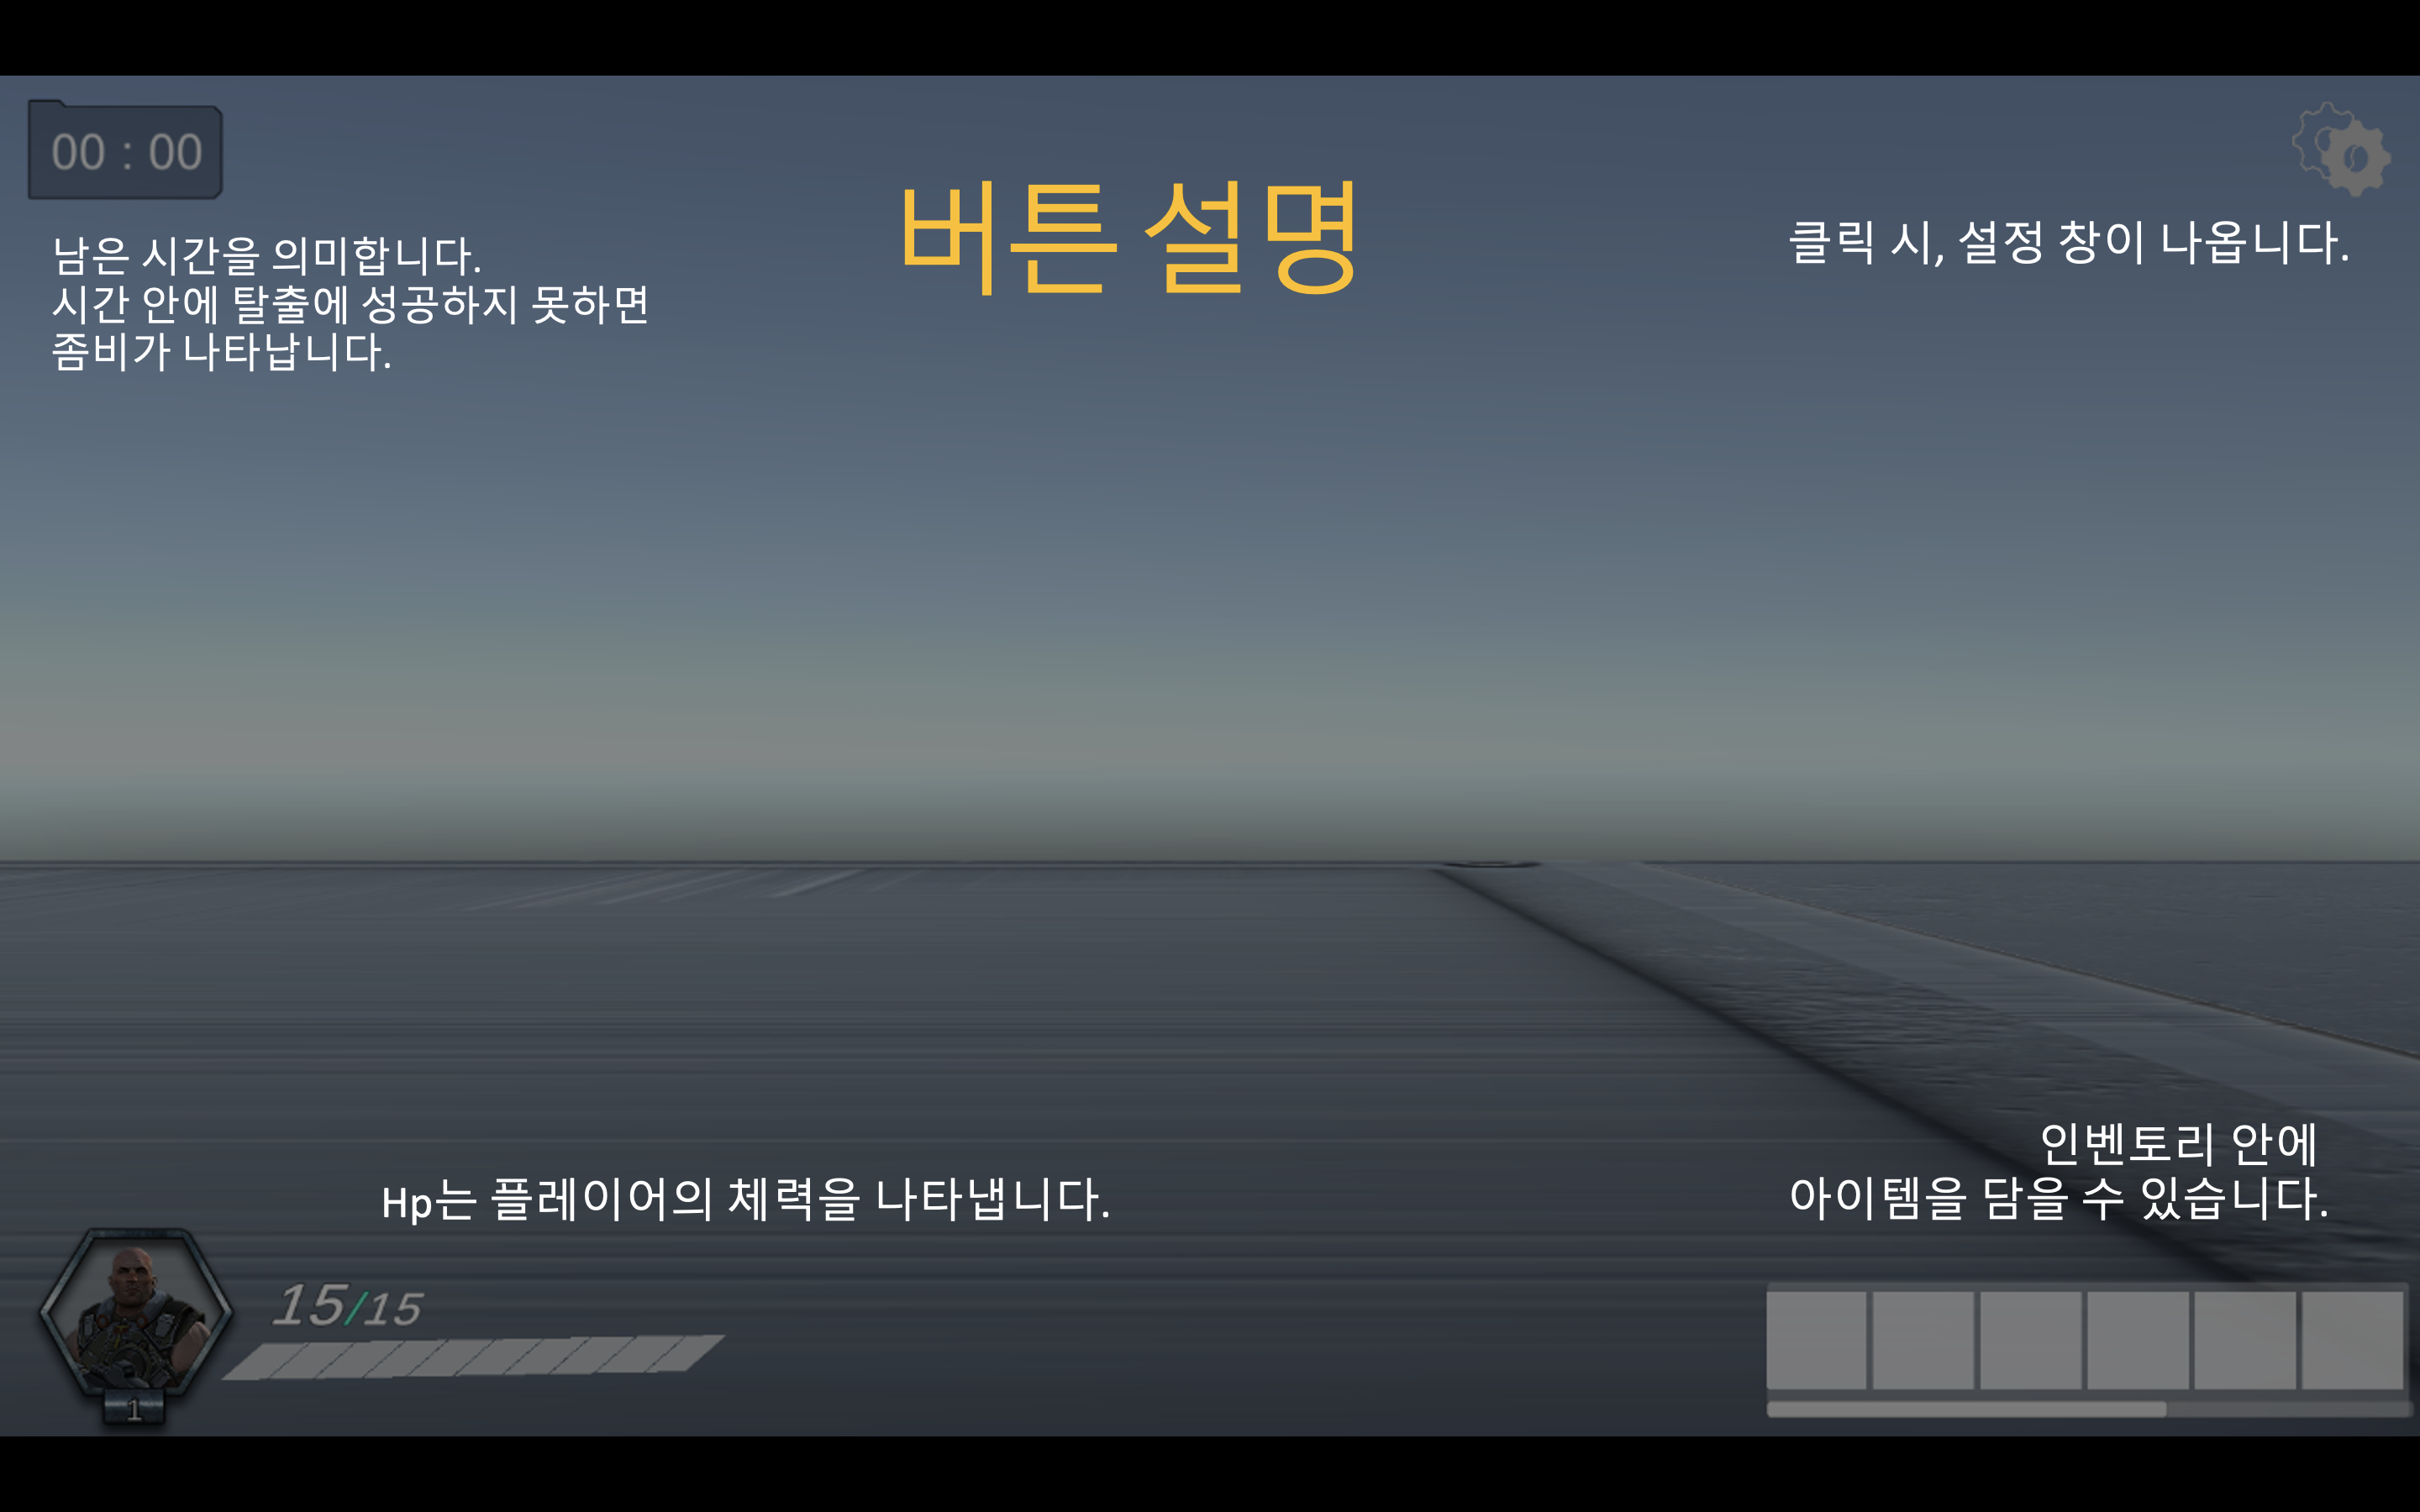 00 : 00
버튼 설명
남은 시간을 의미합니다.
시간 안에 탈출에 성공하지 못하면
좀비가 나타납니다.
클릭 시, 설정 창이 나옵니다.
Hp는 플레이어의 체력을 나타냅니다.
인벤토리 안에
아이템을 담을 수 있습니다.
15/15
1